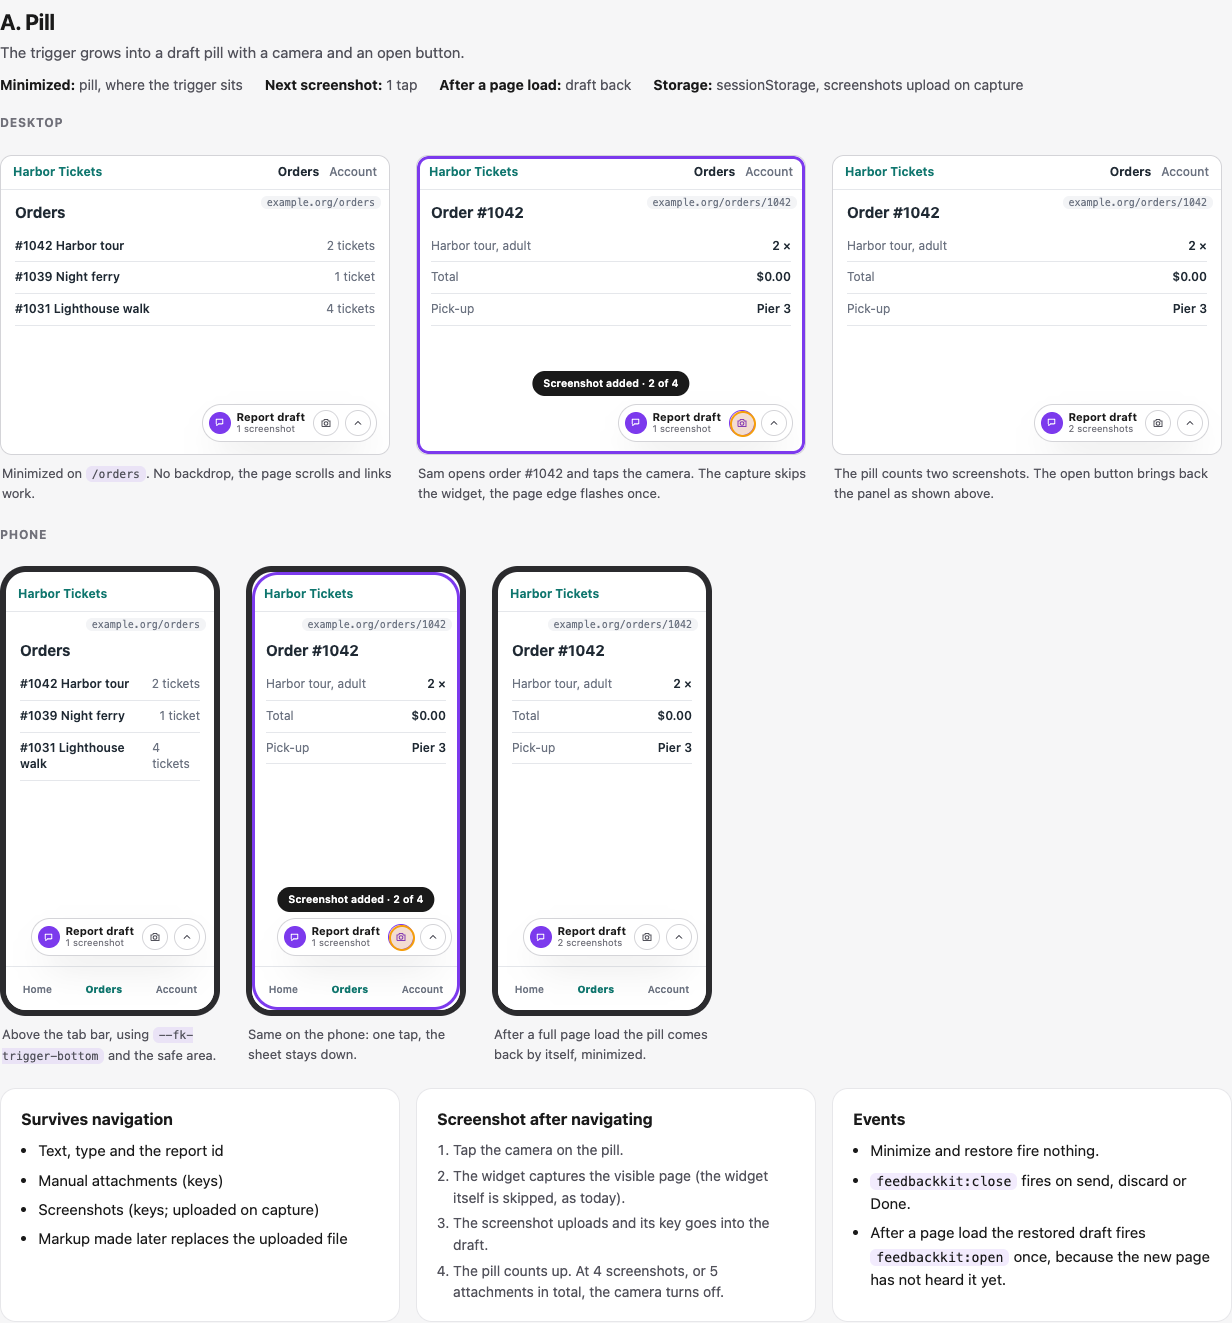 A. Pill
The trigger grows into a draft pill with a camera and an open button.
Minimized: pill, where the trigger sits Next screenshot: 1 tap After a page load: draft back Storage: sessionStorage, screenshots upload on capture
DESKTOP
Harbor Tickets Orders Account
example.org/orders
Orders
#1042 Harbor tour 2 tickets
#1039 Night ferry 1 ticket
#1031 Lighthouse walk 4 tickets
Report draft
1 screenshot
Minimized on /orders. No backdrop, the page scrolls and links
work.
Harbor Tickets Orders Account
example.org/orders/1042
Order #1042
Harbor tour, adult 2 ×
Total $0.00
Pick-up Pier 3
Screenshot added · 2 of 4
Report draft
1 screenshot
Sam opens order #1042 and taps the camera. The capture skips
the widget, the page edge flashes once.
Harbor Tickets Orders Account
example.org/orders/1042
Order #1042
Harbor tour, adult 2 ×
Total $0.00
Pick-up Pier 3
Report draft
2 screenshots
The pill counts two screenshots. The open button brings back
the panel as shown above.
PHONE
Harbor Tickets
example.org/orders
Orders
#1042 Harbor tour 2 tickets
#1039 Night ferry 1 ticket
#1031 Lighthouse 4
walk tickets
Report draft
1 screenshot
Home Orders Account
Above the tab bar, using --fk-
trigger-bottom and the safe area.
Harbor Tickets
example.org/orders/1042
Order #1042
Harbor tour, adult 2 ×
Total $0.00
Pick-up Pier 3
Screenshot added · 2 of 4
Report draft
1 screenshot
Home Orders Account
Same on the phone: one tap, the
sheet stays down.
Harbor Tickets
example.org/orders/1042
Order #1042
Harbor tour, adult 2 ×
Total $0.00
Pick-up Pier 3
Report draft
2 screenshots
Home Orders Account
After a full page load the pill comes
back by itself, minimized.
Survives navigation
• Text, type and the report id
• Manual attachments (keys)
• Screenshots (keys; uploaded on capture)
• Markup made later replaces the uploaded file
Screenshot after navigating
1. Tap the camera on the pill.
2. The widget captures the visible page (the widget
itself is skipped, as today).
3. The screenshot uploads and its key goes into the
draft.
4. The pill counts up. At 4 screenshots, or 5
attachments in total, the camera turns off.
Events
• Minimize and restore fire nothing.
• feedbackkit:close fires on send, discard or
Done.
• After a page load the restored draft fires
feedbackkit:open once, because the new page
has not heard it yet.